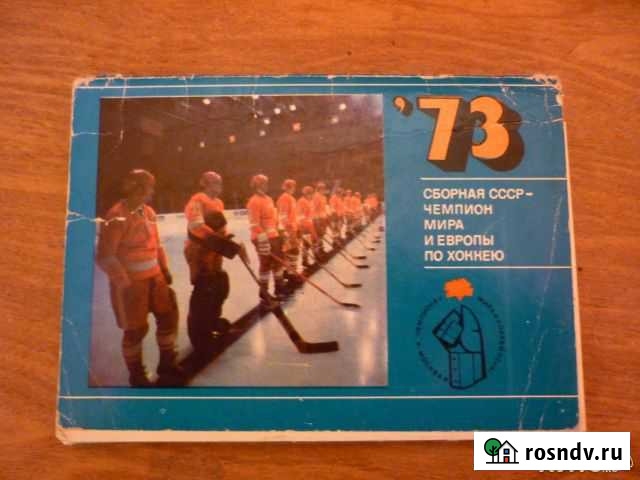 '73
СБОРНАЯ СССР-
ЧЕМПИОН
МИРА
И ЕВРОПЫ
ПО ХОККЕЮ
rosndv.ru